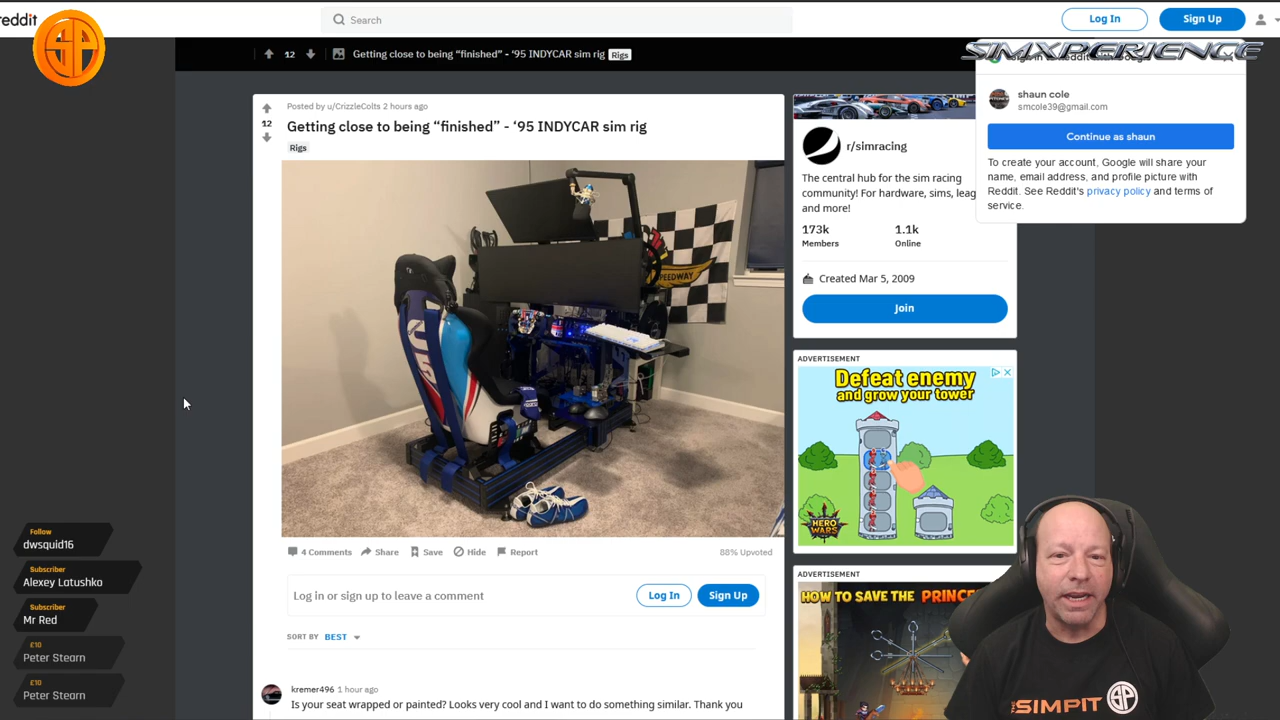 reddit
Search
Log In
Sign Up
SP
12
Getting close to being “finished” - ‘95 INDYCAR sim rig
Rigs
SIMXPERIENCE
Posted by u/CrizzleColts 2 hours ago
12
Getting close to being “finished” - ‘95 INDYCAR sim rig
Rigs
SPEEDWAY
r/simracing
The central hub for the sim racing
community! For hardware, sims, leag
and more!
173k
Members
1.1k
Online
Created Mar 5, 2009
Join
shaun cole
smcole39@gmail.com
Continue as shaun
To create your account, Google will share your
name, email address, and profile picture with
Reddit. See Reddit's privacy policy and terms of
service.
ADVERTISEMENT
Defeat enemy
and grow your tower
HERO
WARS
4 Comments
Share
Save
Hide
Report
88% Upvoted
Log in or sign up to leave a comment
Log In
Sign Up
SORT BY BEST
ADVERTISEMENT
HOW TO SAVE THE PRINCE
kremer496 1 hour ago
Is your seat wrapped or painted? Looks very cool and I want to do something similar. Thank you
Follow
dwsquid16
Subscriber
Alexey Latushko
Subscriber
Mr Red
£10
Peter Stearn
£10
Peter Stearn
THE SIMPIT SP